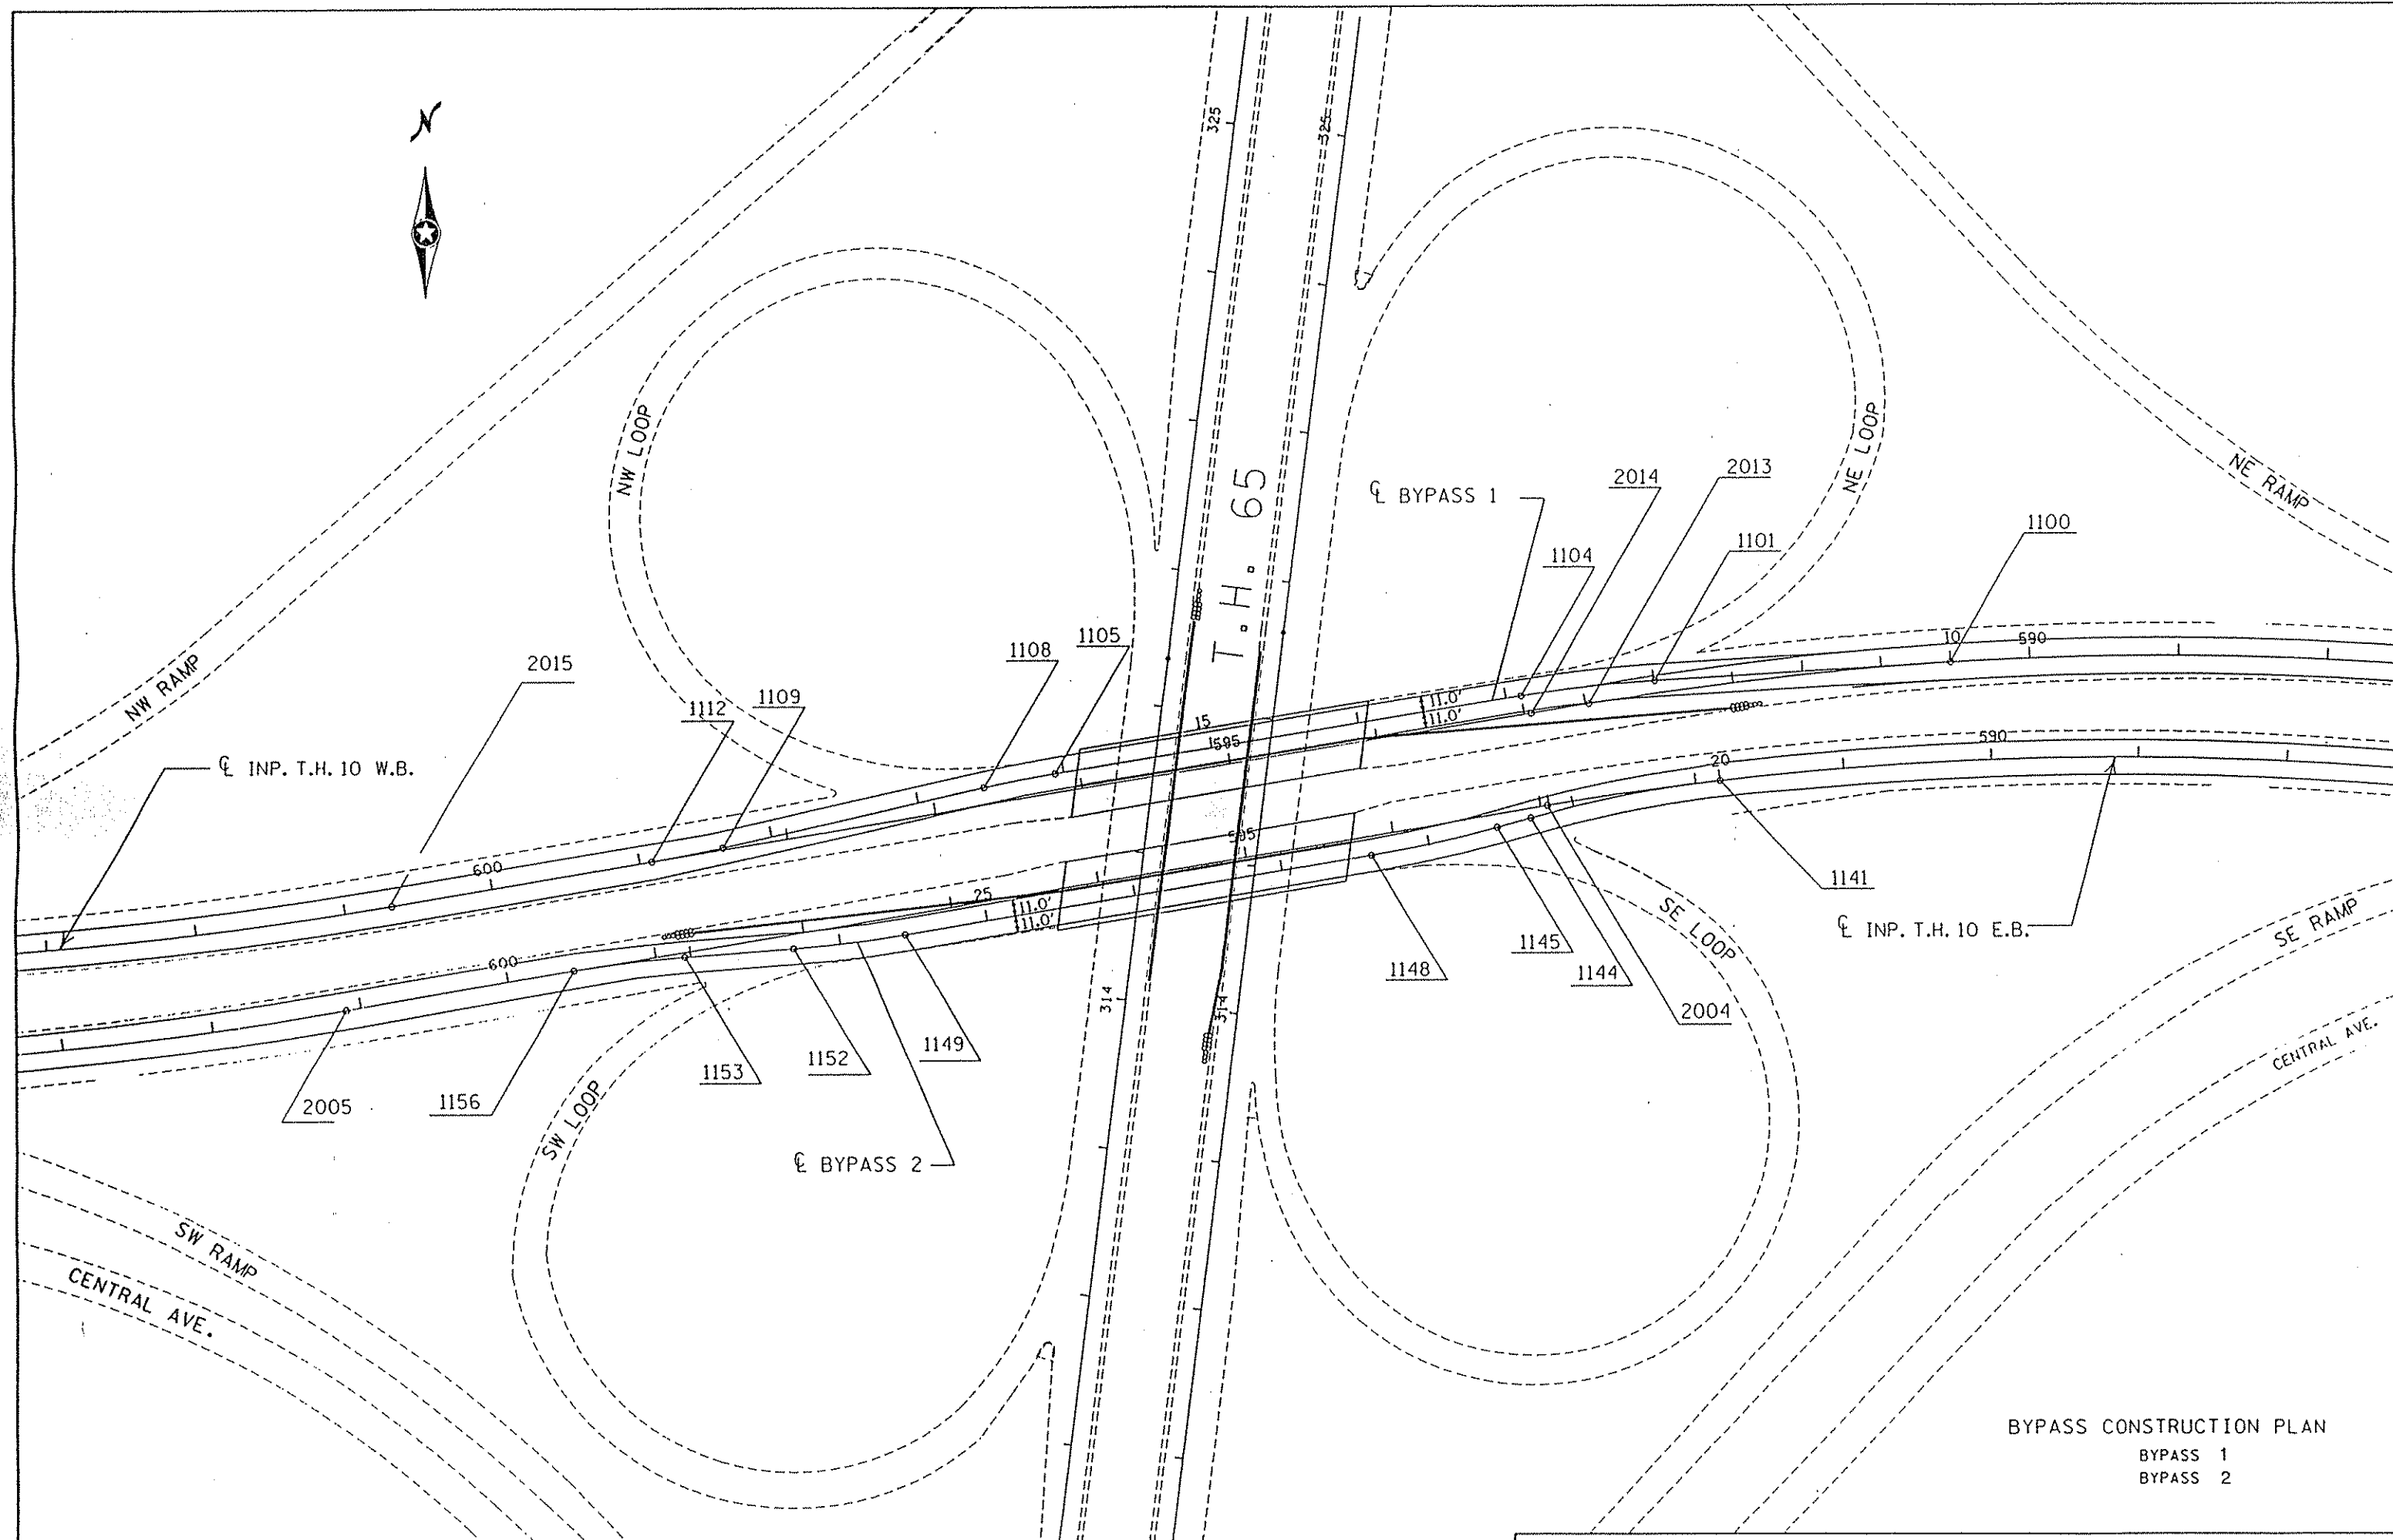 N
325
325
NW LOOP
NE LOOP
T.H. 65
℄ BYPASS 1
2014
2013
NE RAMP
1104
1101
1100
NW RAMP
2015
1108
1105
10
590
1112
1109
11.0'
11.0'
15
595
℄ INP. T.H. 10 W.B.
590
20
600
595
1141
25
11.0'
11.0'
SE LOOP
℄ INP. T.H. 10 E.B.
SE RAMP
600
1148
1145
1144
314
314
2004
1149
1152
1153
CENTRAL AVE.
2005
1156
SW LOOP
℄ BYPASS 2
SW RAMP
CENTRAL AVE.
BYPASS CONSTRUCTION PLAN
BYPASS 1
BYPASS 2